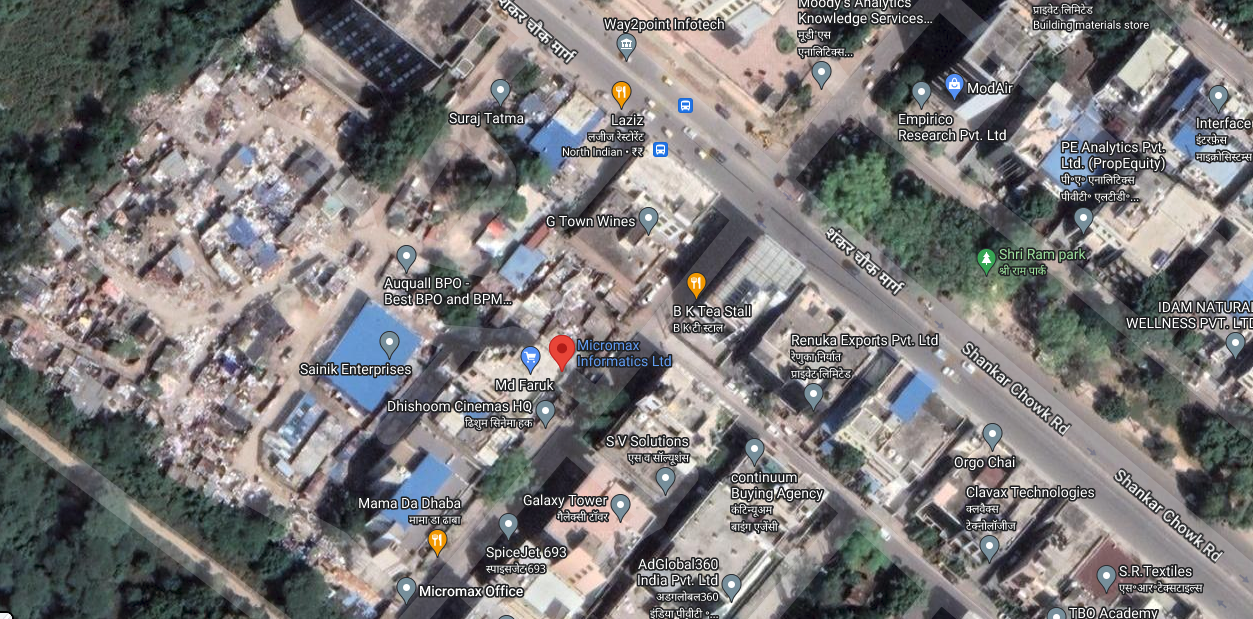 शंकर चौक मार्ग
Way2point Infotech
Moody's Analytics
Knowledge Services...
मूडी'एस
एनालिटिक्स...
प्राइवेट लिमिटेड
Building materials store
Suraj Tatma
Laziz
लजीज रेस्टोरेंट
North Indian • ₹₹
ModAir
Empirico
Research Pvt. Ltd
Interface
इंटरफ़ेस
माइक्रोसिस्टम्स
PE Analytics Pvt.
Ltd. (PropEquity)
पी॰ए॰ एनालिटिक्स
पीवीटी॰ एलटीडी॰...
G Town Wines
शंकर चौक मार्ग
Shri Ram park
श्री राम पार्क
Auquall BPO -
Best BPO and BPM...
B K Tea Stall
B K टी स्टाल
IDAM NATURAL
WELLNESS PVT. LTD
Micromax
Informatics Ltd
Renuka Exports Pvt. Ltd
रेणुका निर्यात
प्राइवेट लिमिटेड
Sainik Enterprises
Md Faruk
Shankar Chowk Rd
Dhishoom Cinemas HQ
ढिशुम सिनेमा हक
S V Solutions
एस व सॉल्यूशंस
Orgo Chai
continuum
Buying Agency
कंटिन्यूअम
बाइंग एजेंसी
Shankar Chowk Rd
Mama Da Dhaba
मामा डा ढाबा
Galaxy Tower
गैलेक्सी टॉवर
Clavax Technologies
क्लवैक्स
टेक्नोलॉजीज
SpiceJet 693
स्पाइसजेट 693
AdGlobal360
India Pvt. Ltd
अडग्लोबल360
इंडिया पीवीटी॰...
S.R.Textiles
एस॰आर॰टेक्सटाइल्स
Micromax Office
TBO Academy